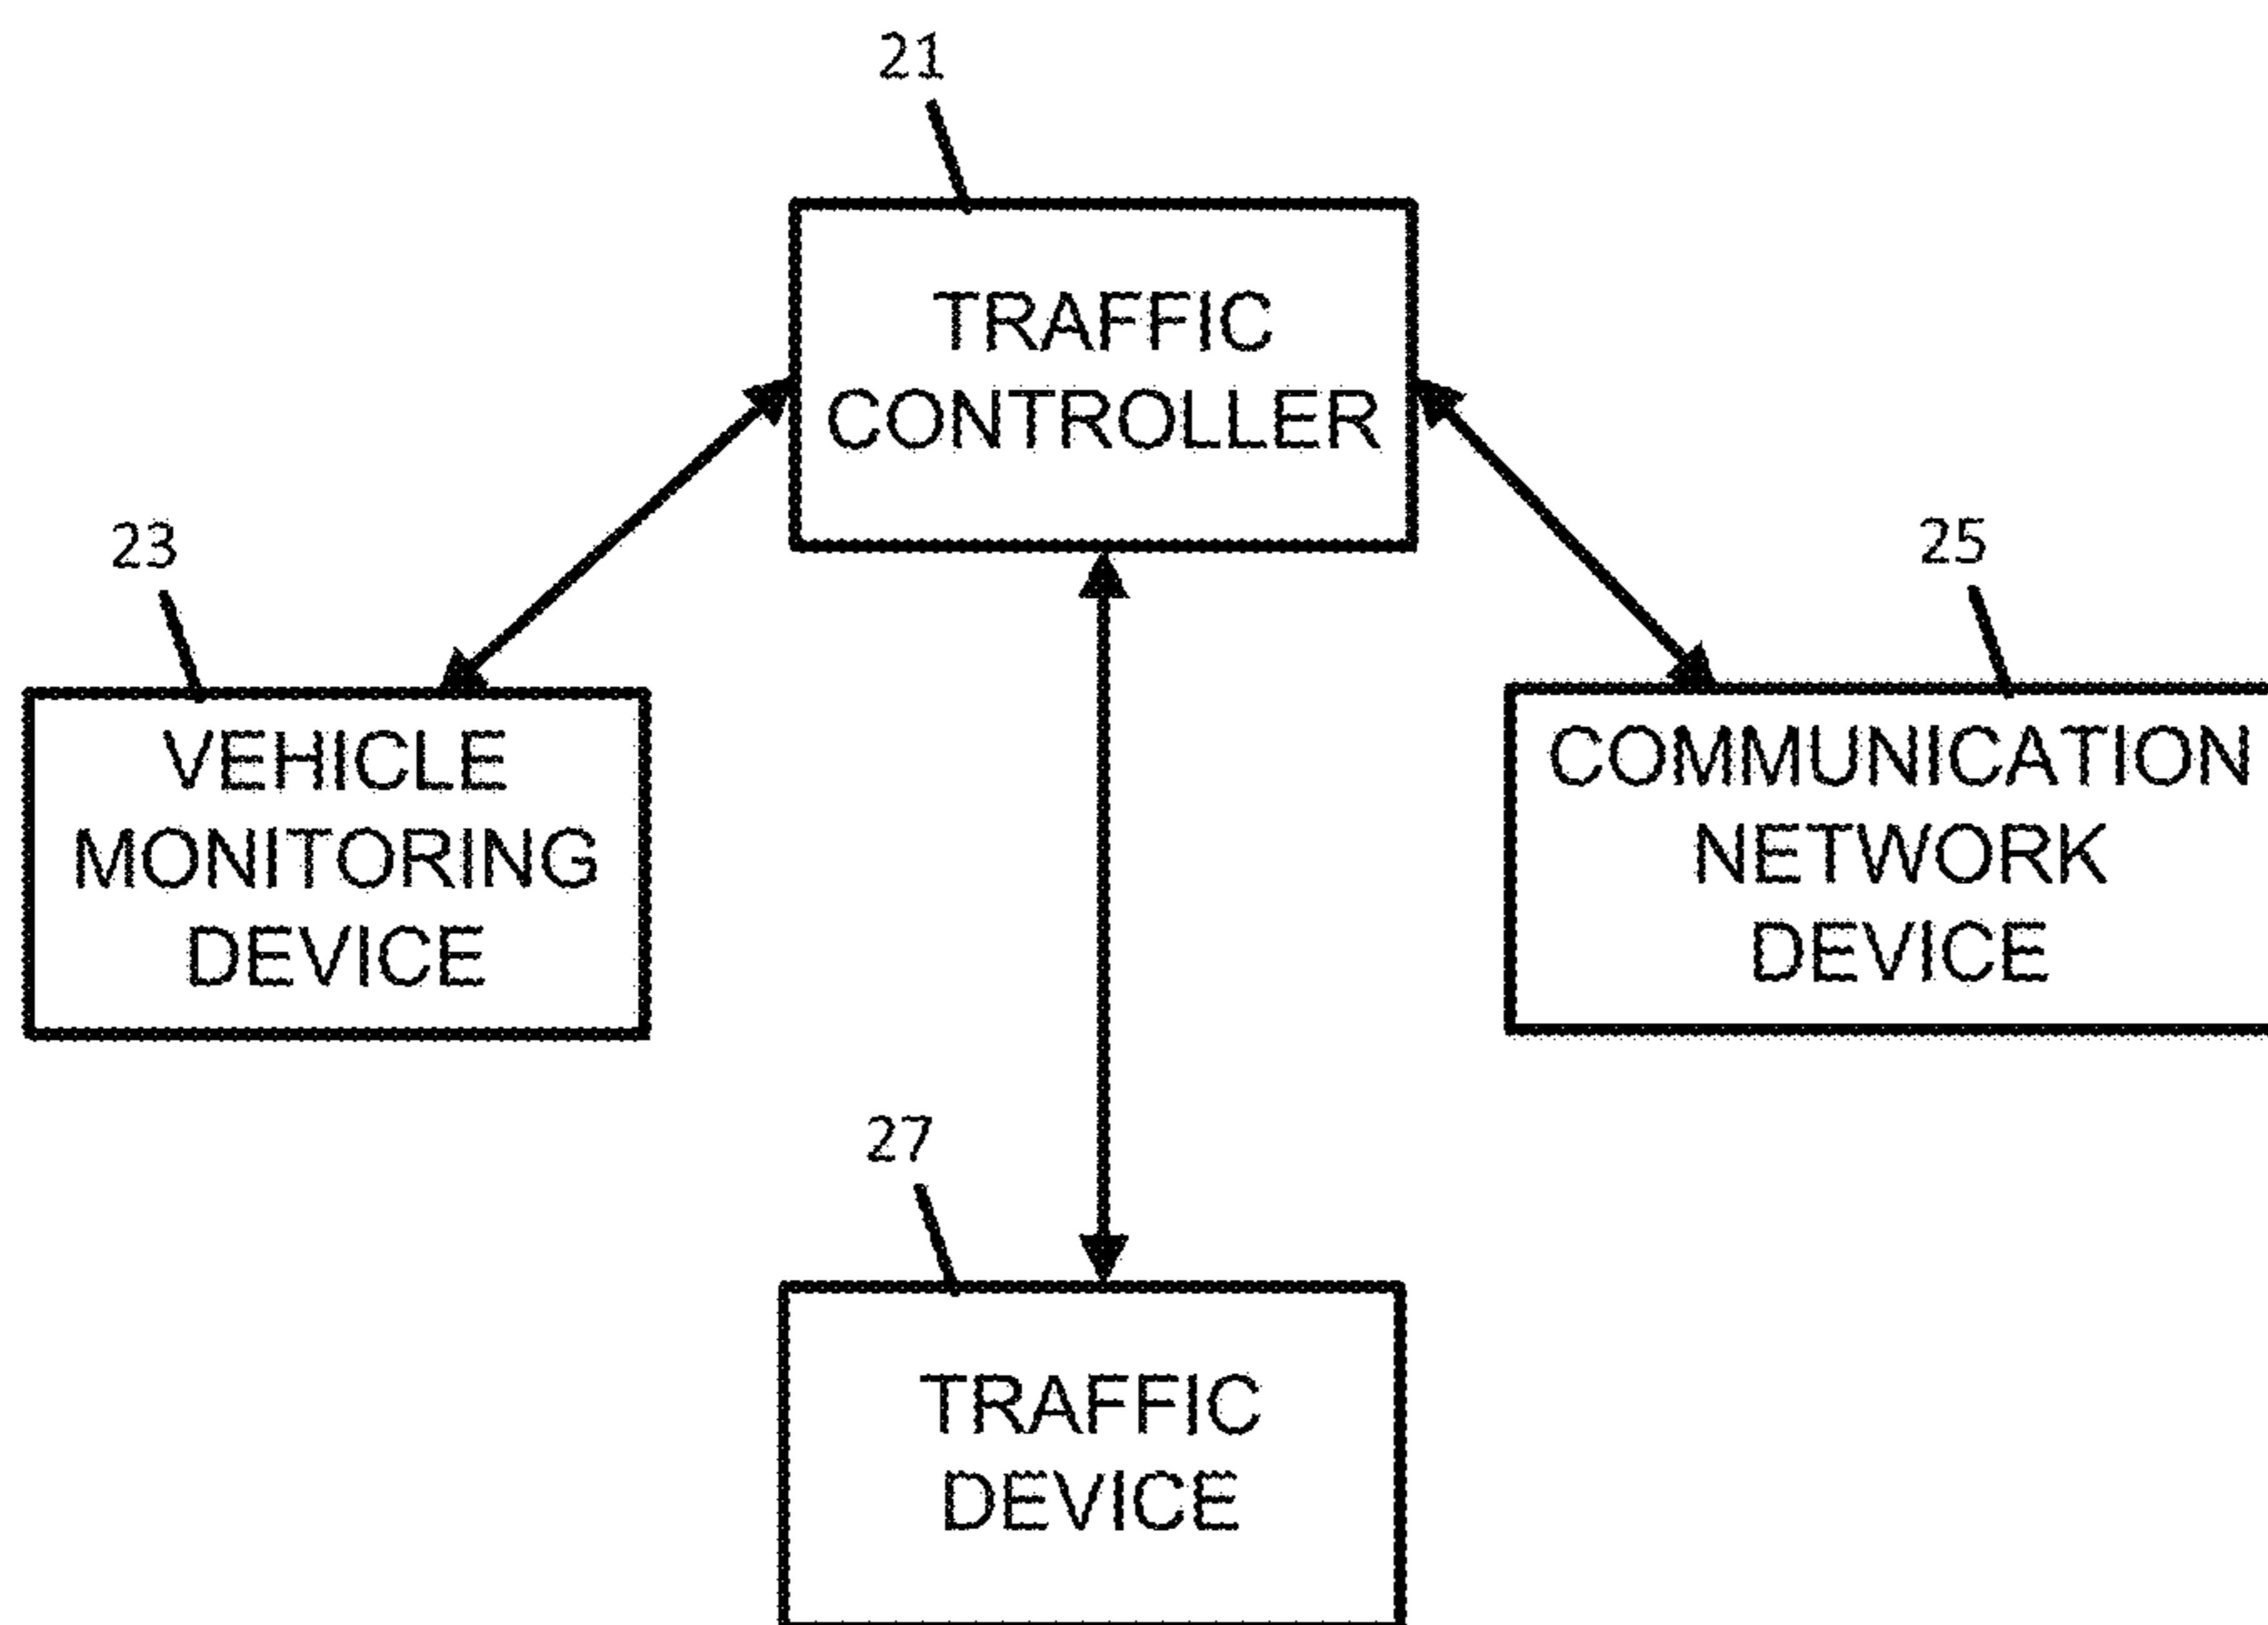 21
TRAFFIC
CONTROLLER
23
25
VEHICLE
MONITORING
DEVICE
COMMUNICATION
NETWORK
DEVICE
27
TRAFFIC
DEVICE